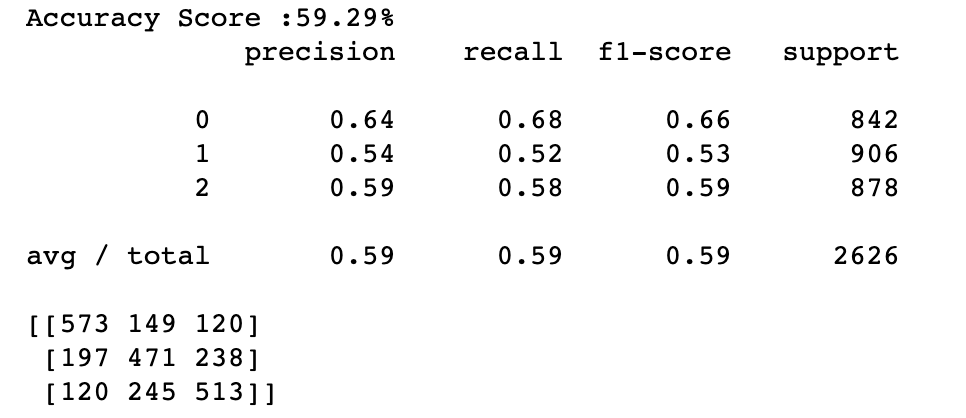 Accuracy Score :59.29%
precision recall f1-score support
0 0.64 0.68 0.66 842
1 0.54 0.52 0.53 906
2 0.59 0.58 0.59 878
avg / total 0.59 0.59 0.59 2626
[[573 149 120]
[197 471 238]
[120 245 513]]